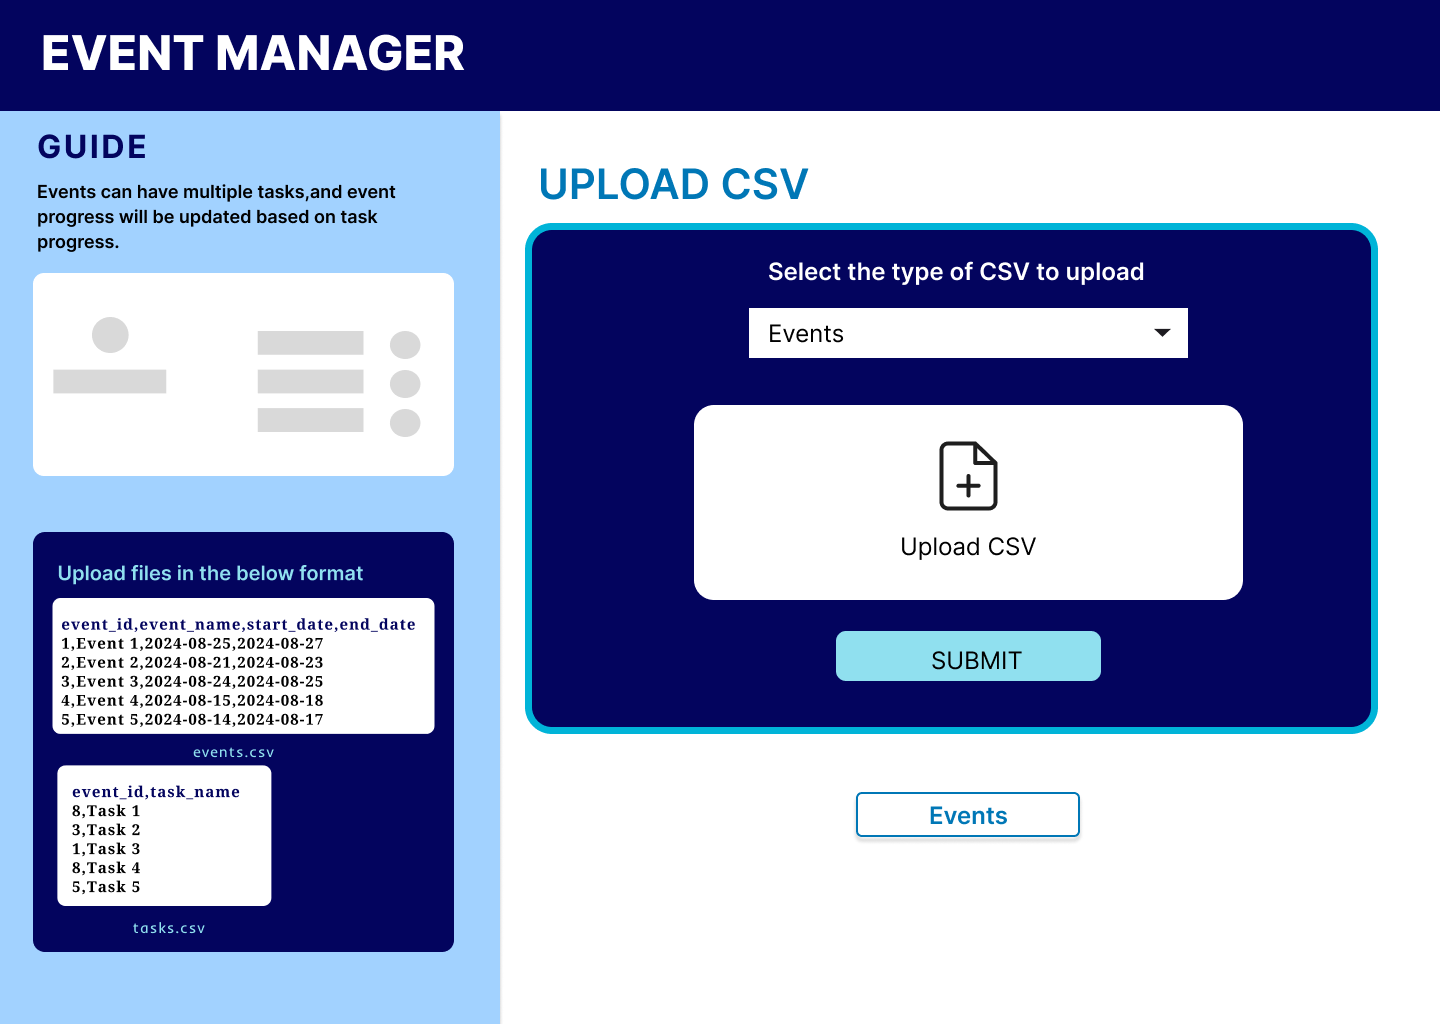 EVENT MANAGER
GUIDE
Events can have multiple tasks,and event
progress will be updated based on task
progress.
Upload files in the below format
event_id,event_name,start_date,end_date
1,Event 1,2024-08-25,2024-08-27
2,Event 2,2024-08-21,2024-08-23
3,Event 3,2024-08-24,2024-08-25
4,Event 4,2024-08-15,2024-08-18
5,Event 5,2024-08-14,2024-08-17
events.csv
event_id,task_name
8,Task 1
3,Task 2
1,Task 3
8,Task 4
5,Task 5
tasks.csv
UPLOAD CSV
Select the type of CSV to upload
Events
Upload CSV
SUBMIT
Events